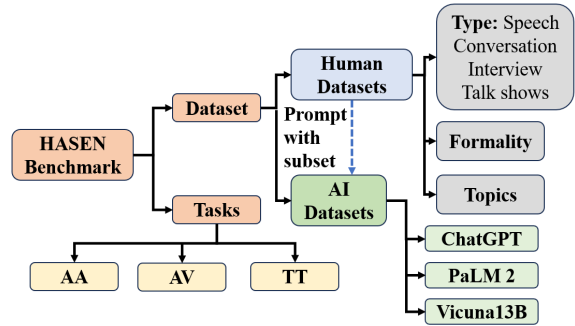 HASEN
Benchmark
Dataset
Tasks
AA
AV
TT
Human
Datasets
Prompt
with
subset
AI
Datasets
Type: Speech
Conversation
Interview
Talk shows
Formality
Topics
ChatGPT
PaLM 2
Vicuna13B